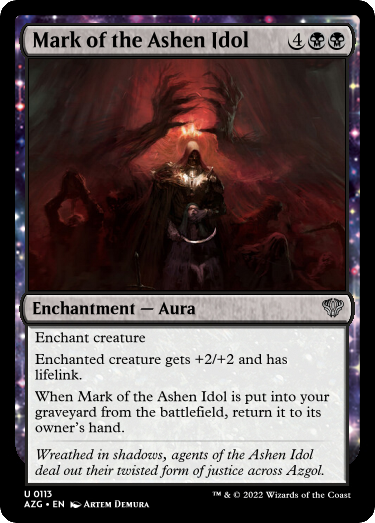 Mark of the Ashen Idol 4
Enchantment — Aura
Enchant creature
Enchanted creature gets +2/+2 and has
lifelink.
When Mark of the Ashen Idol is put into your
graveyard from the battlefield, return it to its
owner's hand.
Wreathed in shadows, agents of the Ashen Idol
deal out their twisted form of justice across Azgol.
U 0113
AZG • EN Artem Demura
™ & © 2022 Wizards of the Coast